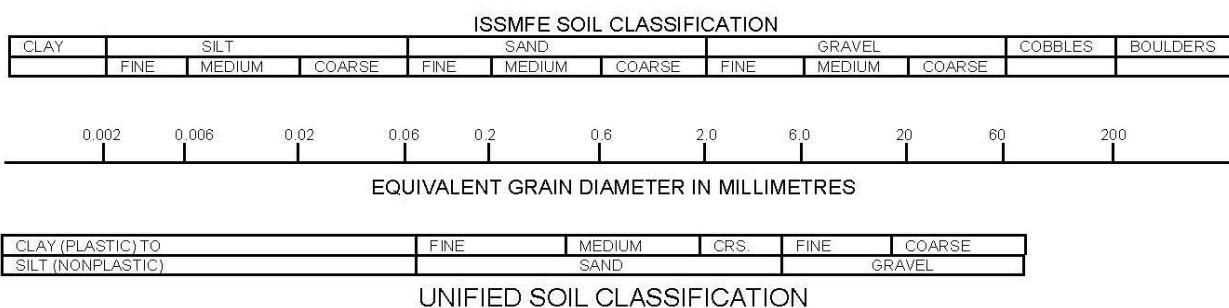 ISSMFE SOIL CLASSIFICATION
CLAY SILT SAND GRAVEL COBBLES BOULDERS
FINE MEDIUM COARSE FINE MEDIUM COARSE FINE MEDIUM COARSE
0.002 0.006 0.02 0.06 0.2 0.6 2.0 6.0 20 60 200
EQUIVALENT GRAIN DIAMETER IN MILLIMETRES
CLAY (PLASTIC) TO FINE MEDIUM CRS. FINE COARSE
SILT (NONPLASTIC) SAND GRAVEL
UNIFIED SOIL CLASSIFICATION